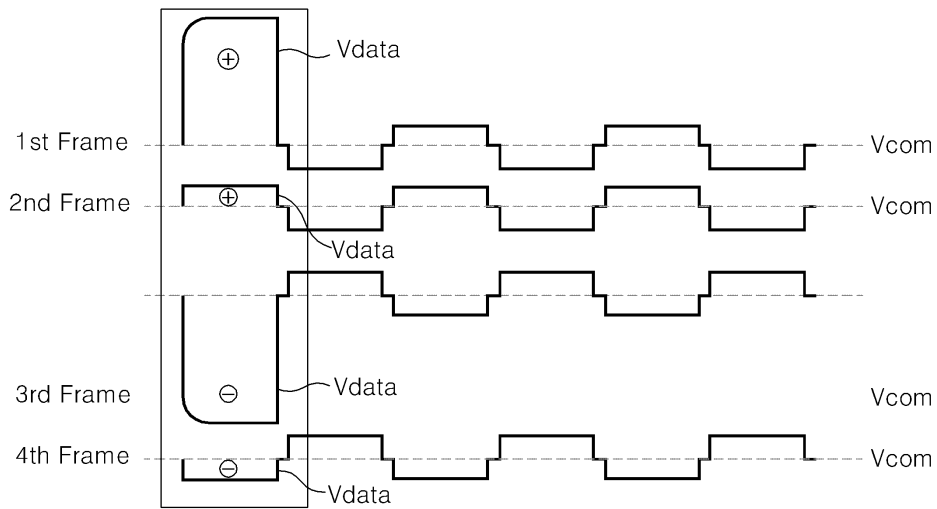 Vdata
1st Frame Vcom
2nd Frame Vcom
Vdata
Vdata
3rd Frame Vcom
4th Frame Vcom
Vdata